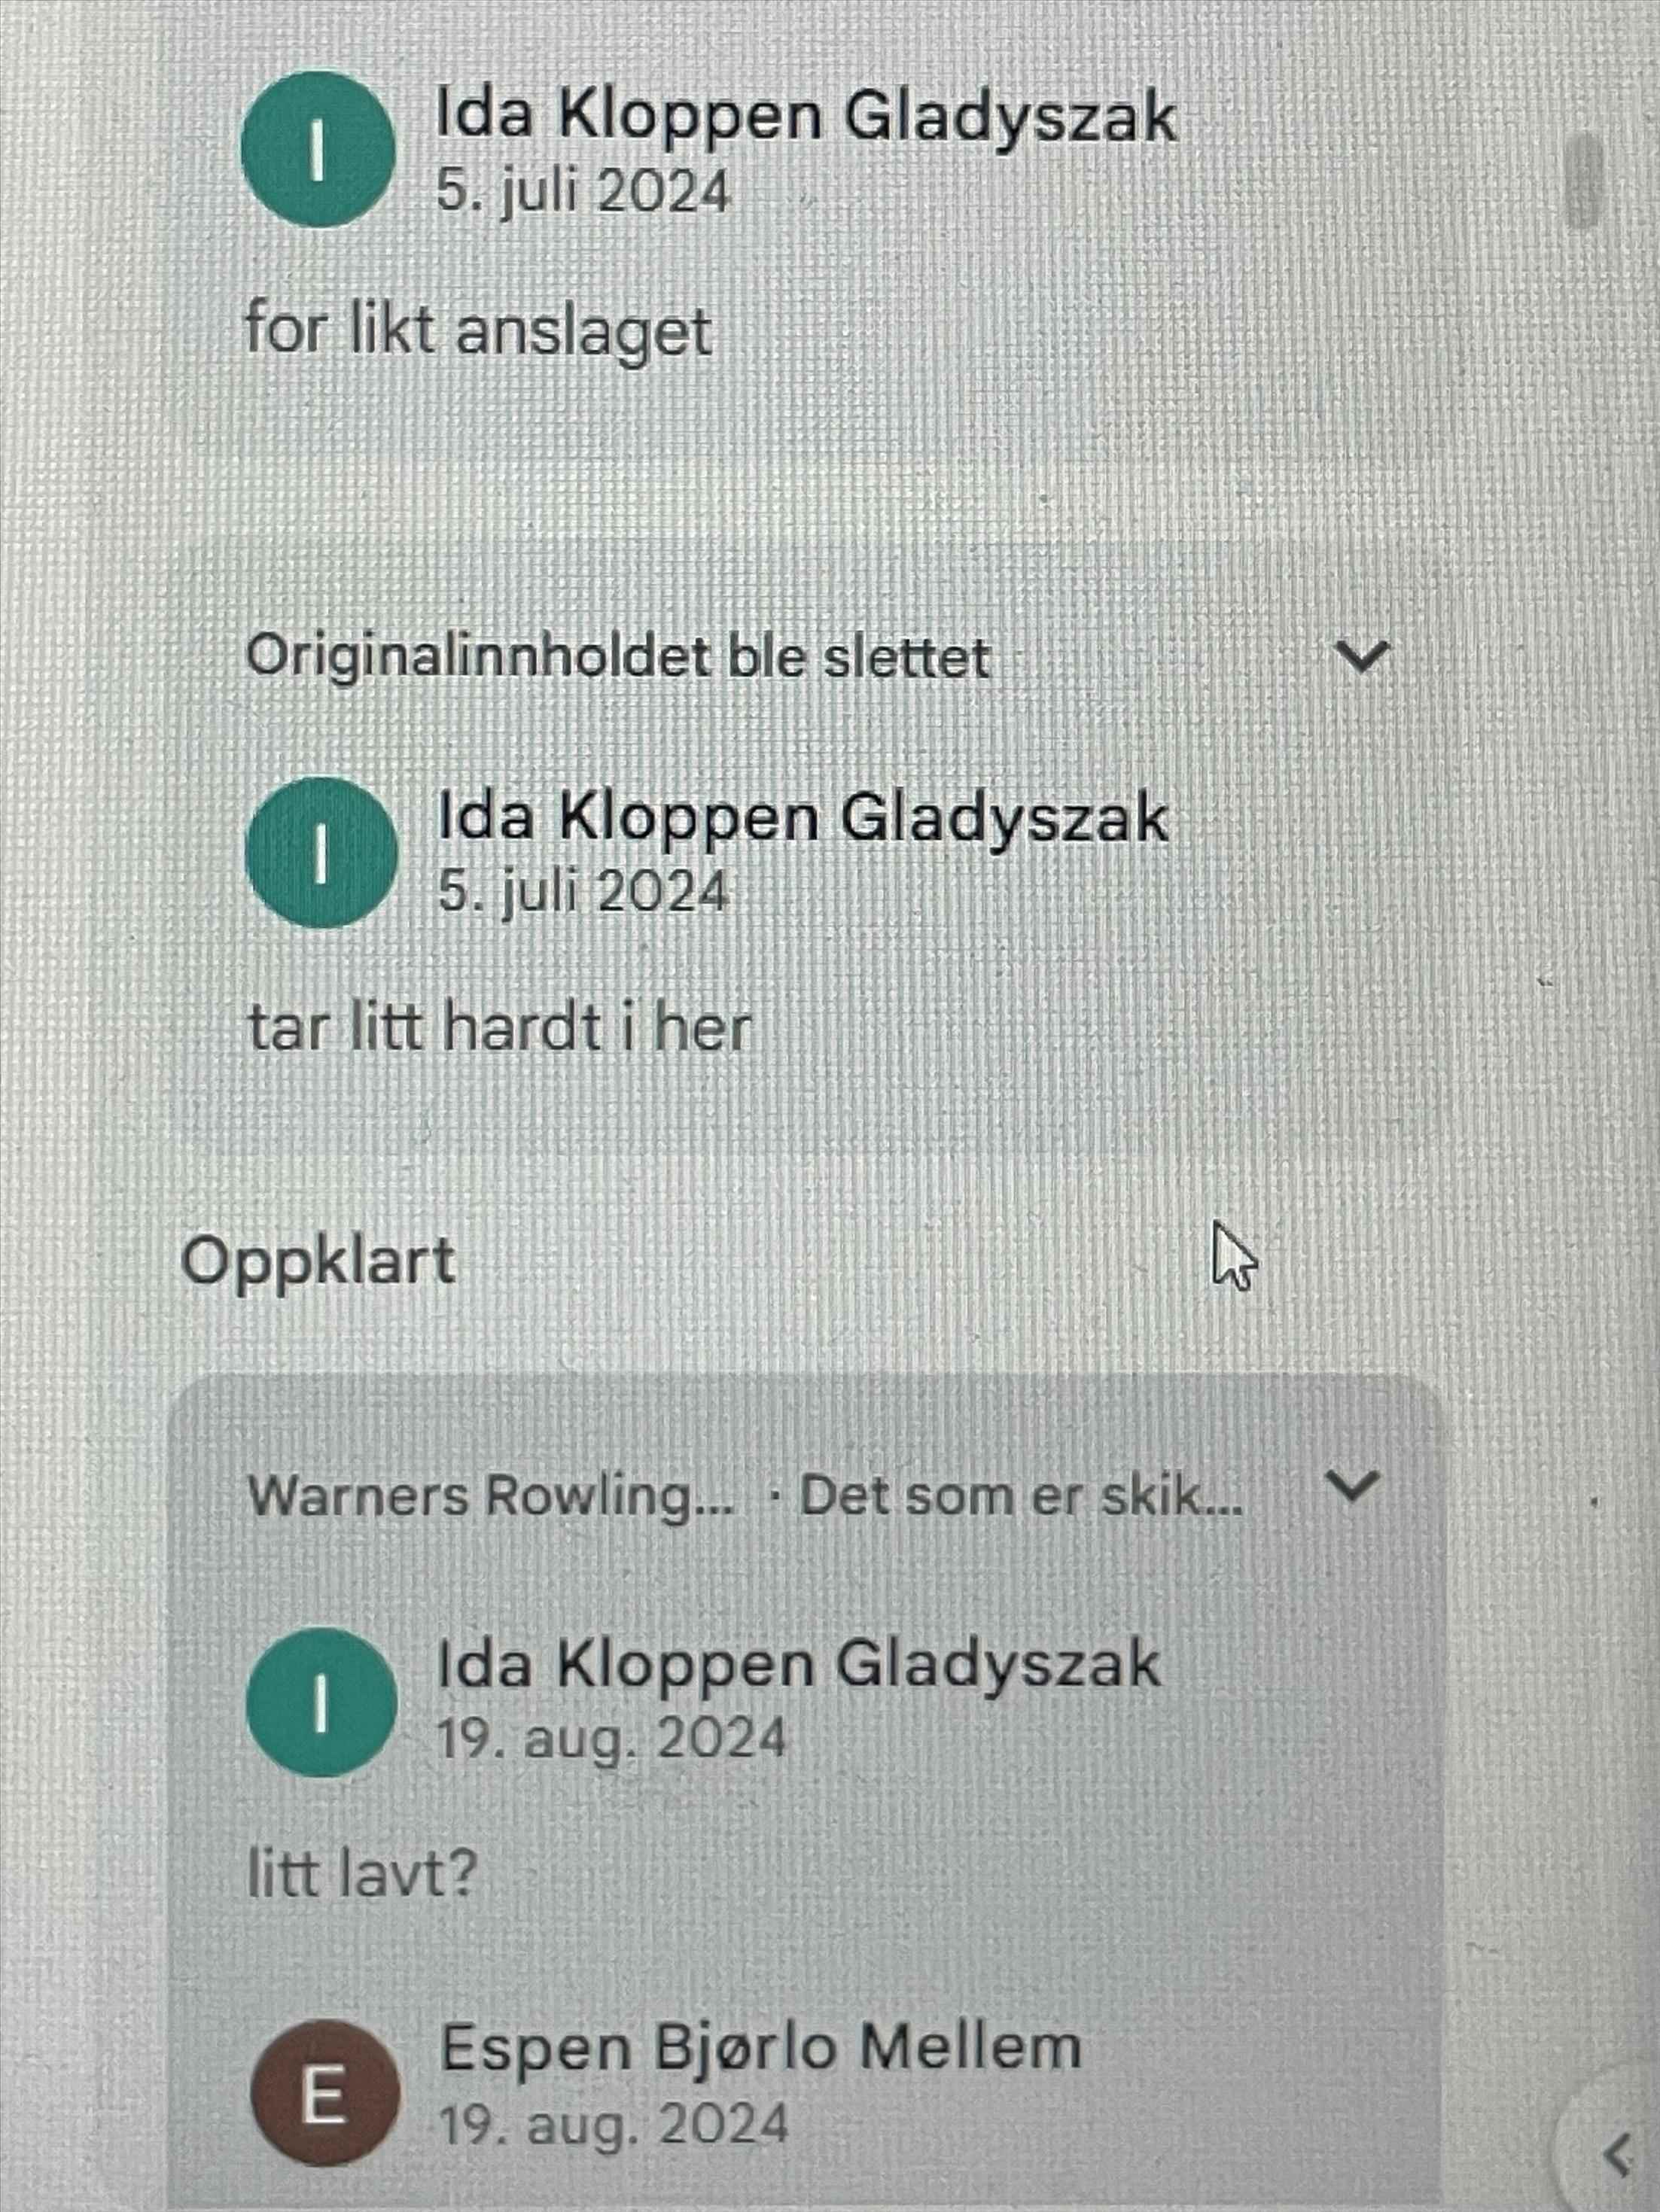 I
Ida Kloppen Gladyszak
5. juli 2024
for likt anslaget
Originalinnholdet ble slettet
I
Ida Kloppen Gladyszak
5. juli 2024
tar litt hardt i her
Oppklart
Warners Rowling... · Det som er skik...
I
Ida Kloppen Gladyszak
19. aug. 2024
litt lavt?
E
Espen Bjørlo Mellem
19. aug. 2024